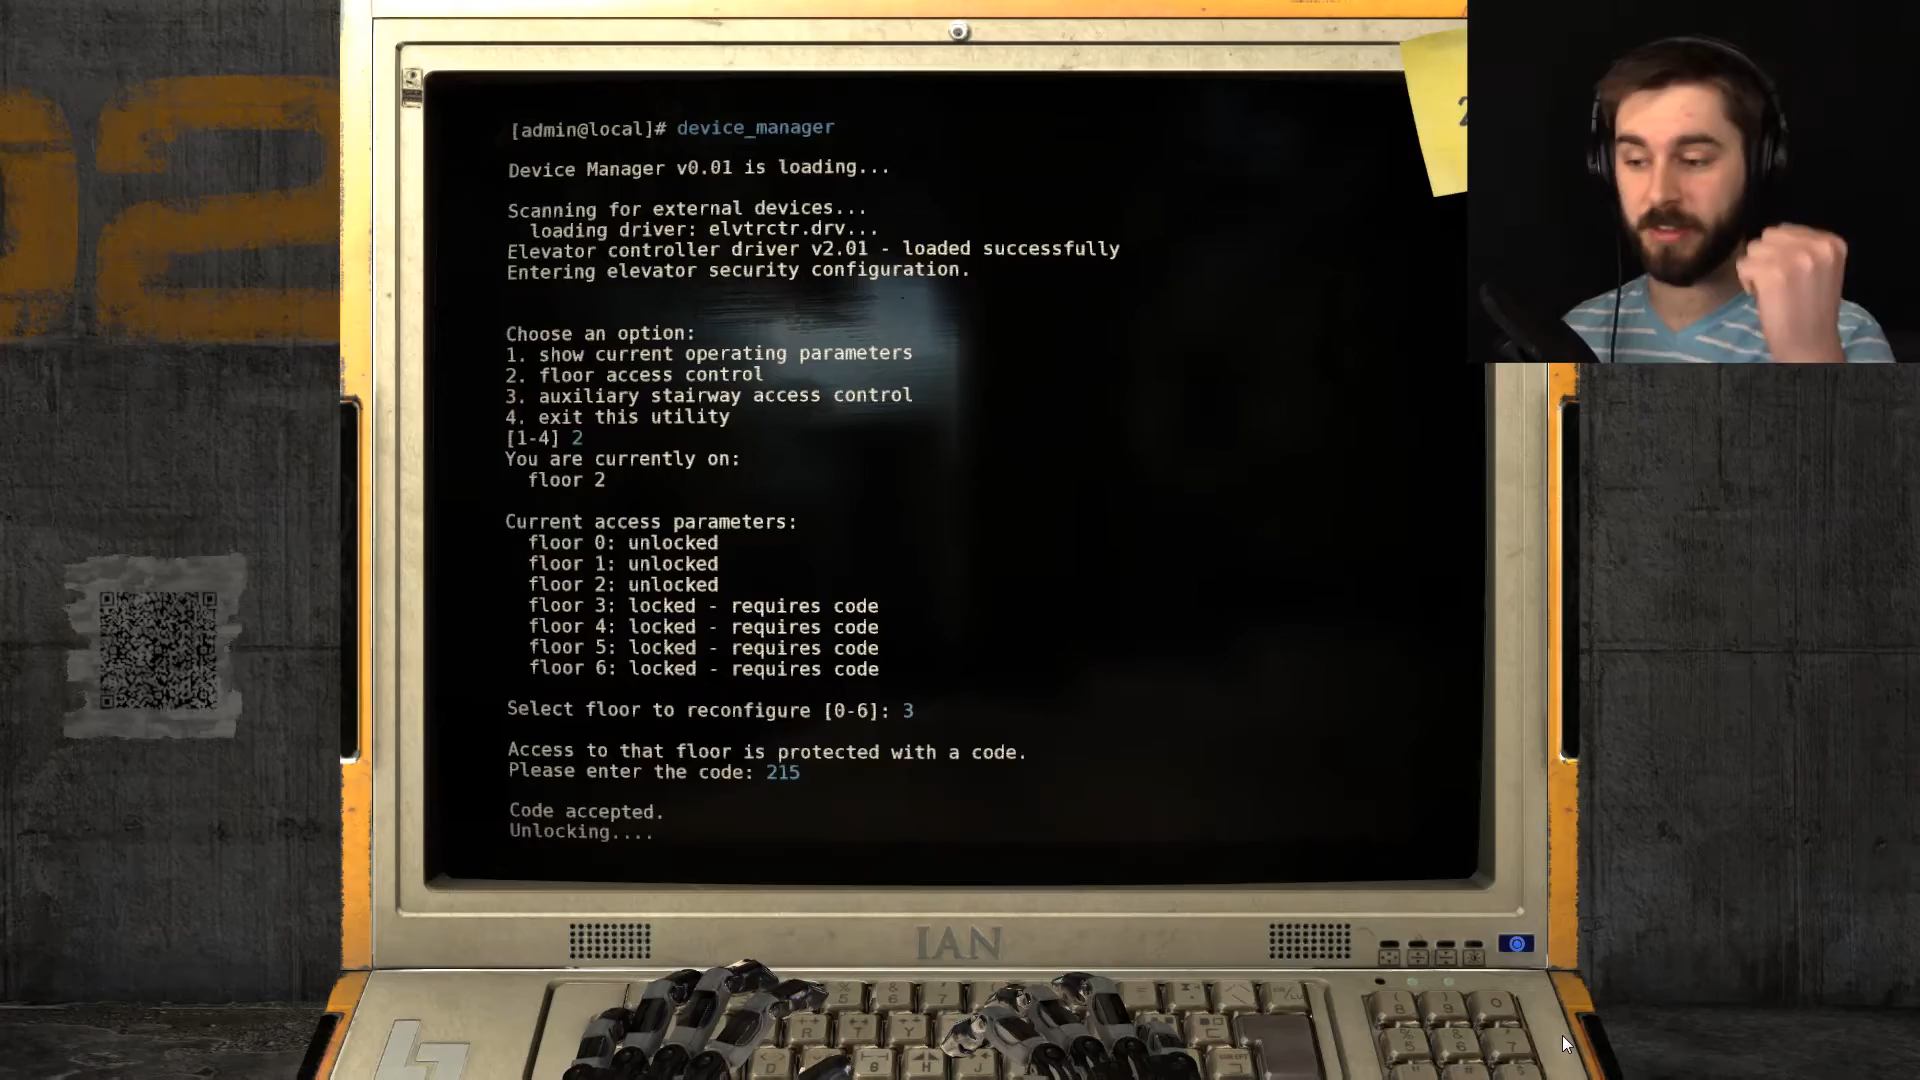 02
[admin@local]# device_manager
Device Manager v0.01 is loading...
Scanning for external devices...
loading driver: elvtrctr.drv...
Elevator controller driver v2.01 - loaded successfully
Entering elevator security configuration.
Choose an option:
1. show current operating parameters
2. floor access control
3. auxiliary stairway access control
4. exit this utility
[1-4] 2
You are currently on:
floor 2
Current access parameters:
floor 0: unlocked
floor 1: unlocked
floor 2: unlocked
floor 3: locked - requires code
floor 4: locked - requires code
floor 5: locked - requires code
floor 6: locked - requires code
Select floor to reconfigure [0-6]: 3
Access to that floor is protected with a code.
Please enter the code: 215
Code accepted.
Unlocking....
IAN